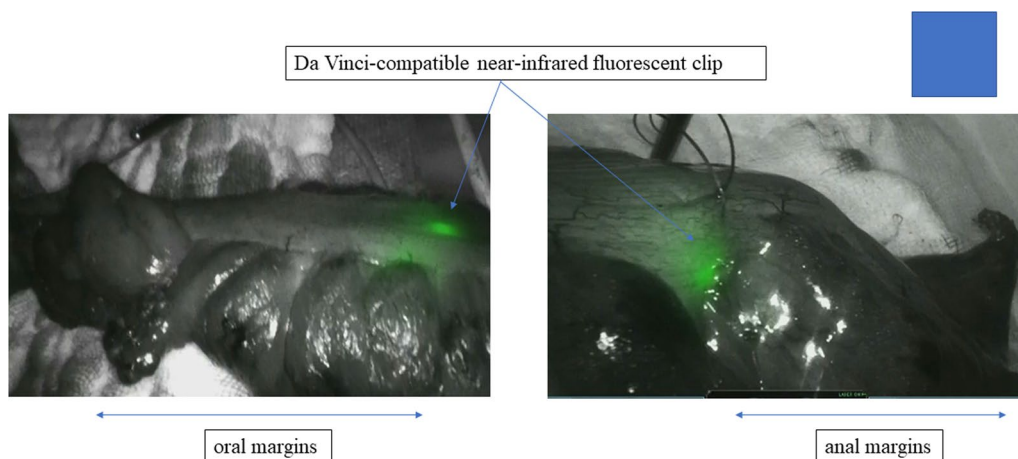 Da Vinci-compatible near-infrared fluorescent clip
oral margins
anal margins